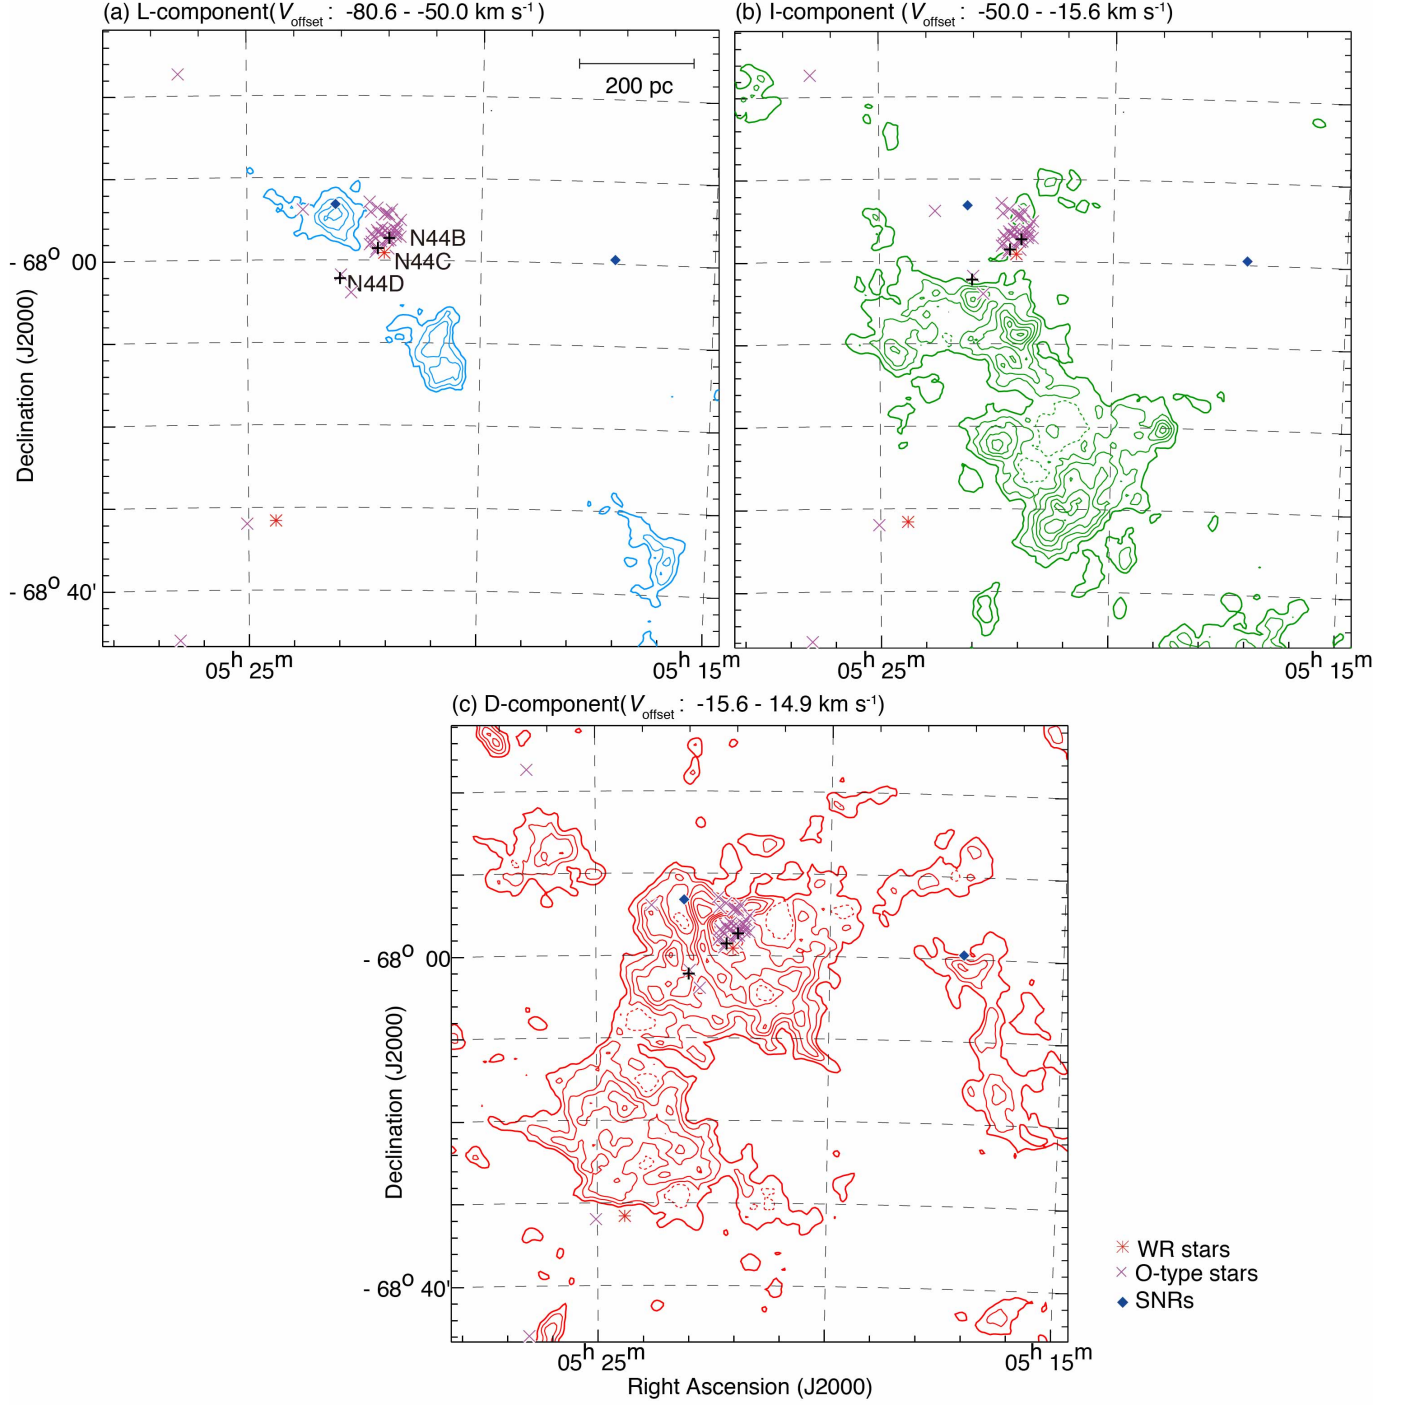 (a) L-component(Voffset : -80.6 - -50.0 km s-1)
(b) I-component (Voffset : -50.0 - -15.6 km s-1)
200 pc
N44B
N44C
N44D
- 68o 00
- 68o 40'
Declination (J2000)
05h 25m
05h 15m
05h 25m
05h 15m
(c) D-component(Voffset : -15.6 - 14.9 km s-1)
- 68o 00
- 68o 40'
Declination (J2000)
05h 25m
05h 15m
Right Ascension (J2000)
WR stars
O-type stars
SNRs